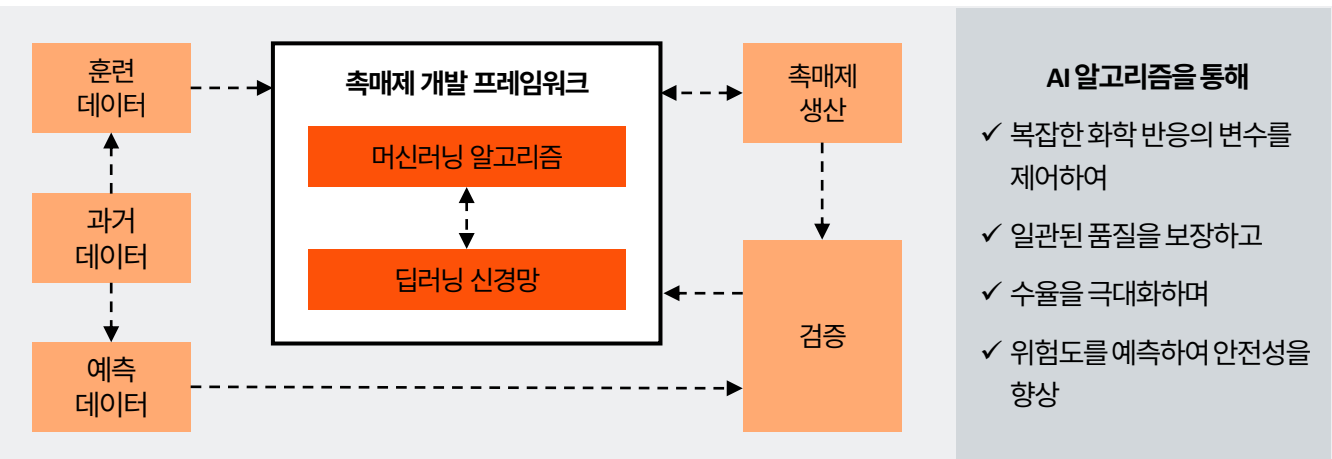 훈련
데이터
과거
데이터
예측
데이터
촉매제 개발 프레임워크
머신러닝 알고리즘
딥러닝 신경망
촉매제
생산
검증
AI 알고리즘을 통해
✓ 복잡한 화학 반응의 변수를
제어하여
✓ 일관된 품질을 보장하고
✓ 수율을 극대화하며
✓ 위험도를 예측하여 안전성을
향상